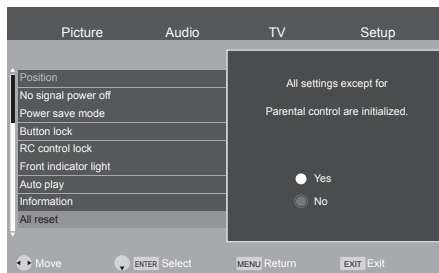 Picture Audio TV Setup
Position
No signal power off
Power save mode
Button lock
RC control lock
Front indicator light
Auto play
Information
All reset
All settings except for
Parental control are initialized.
Yes
No
Move ENTER Select MENU Return EXIT Exit